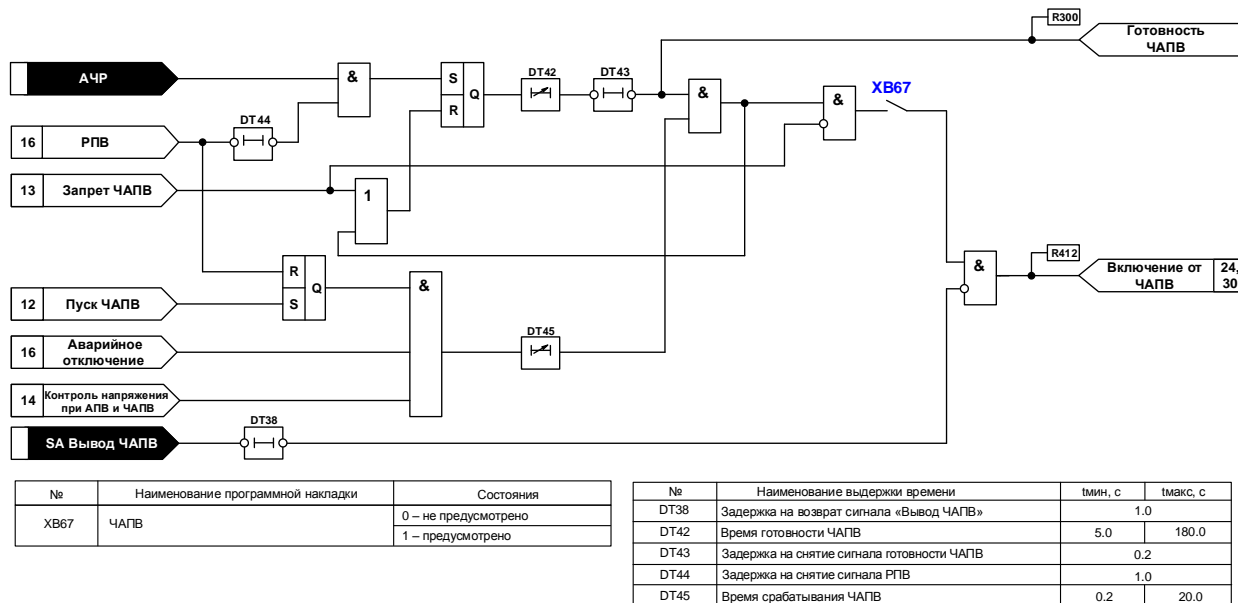 R300
Готовность
ЧАПВ
АЧР
&
S
R
Q
DT42
DT43
&
&
XB67
16 РПВ
DT44
13 Запрет ЧАПВ
1
R
S
Q
&
12 Пуск ЧАПВ
&
R412
Включение от
ЧАПВ
24,
30
16 Аварийное
отключение
DT45
14 Контроль напряжения
при АПВ и ЧАПВ
SA Вывод ЧАПВ
DT38
№ Наименование программной накладки Состояния
XB67 ЧАПВ 0 – не предусмотрено
1 – предусмотрено
№ Наименование выдержки времени tмин, с tмакс, с
DT38 Задержка на возврат сигнала «Вывод ЧАПВ» 1.0
DT42 Время готовности ЧАПВ 5.0 180.0
DT43 Задержка на снятие сигнала готовности ЧАПВ 0.2
DT44 Задержка на снятие сигнала РПВ 1.0
DT45 Время срабатывания ЧАПВ 0.2 20.0